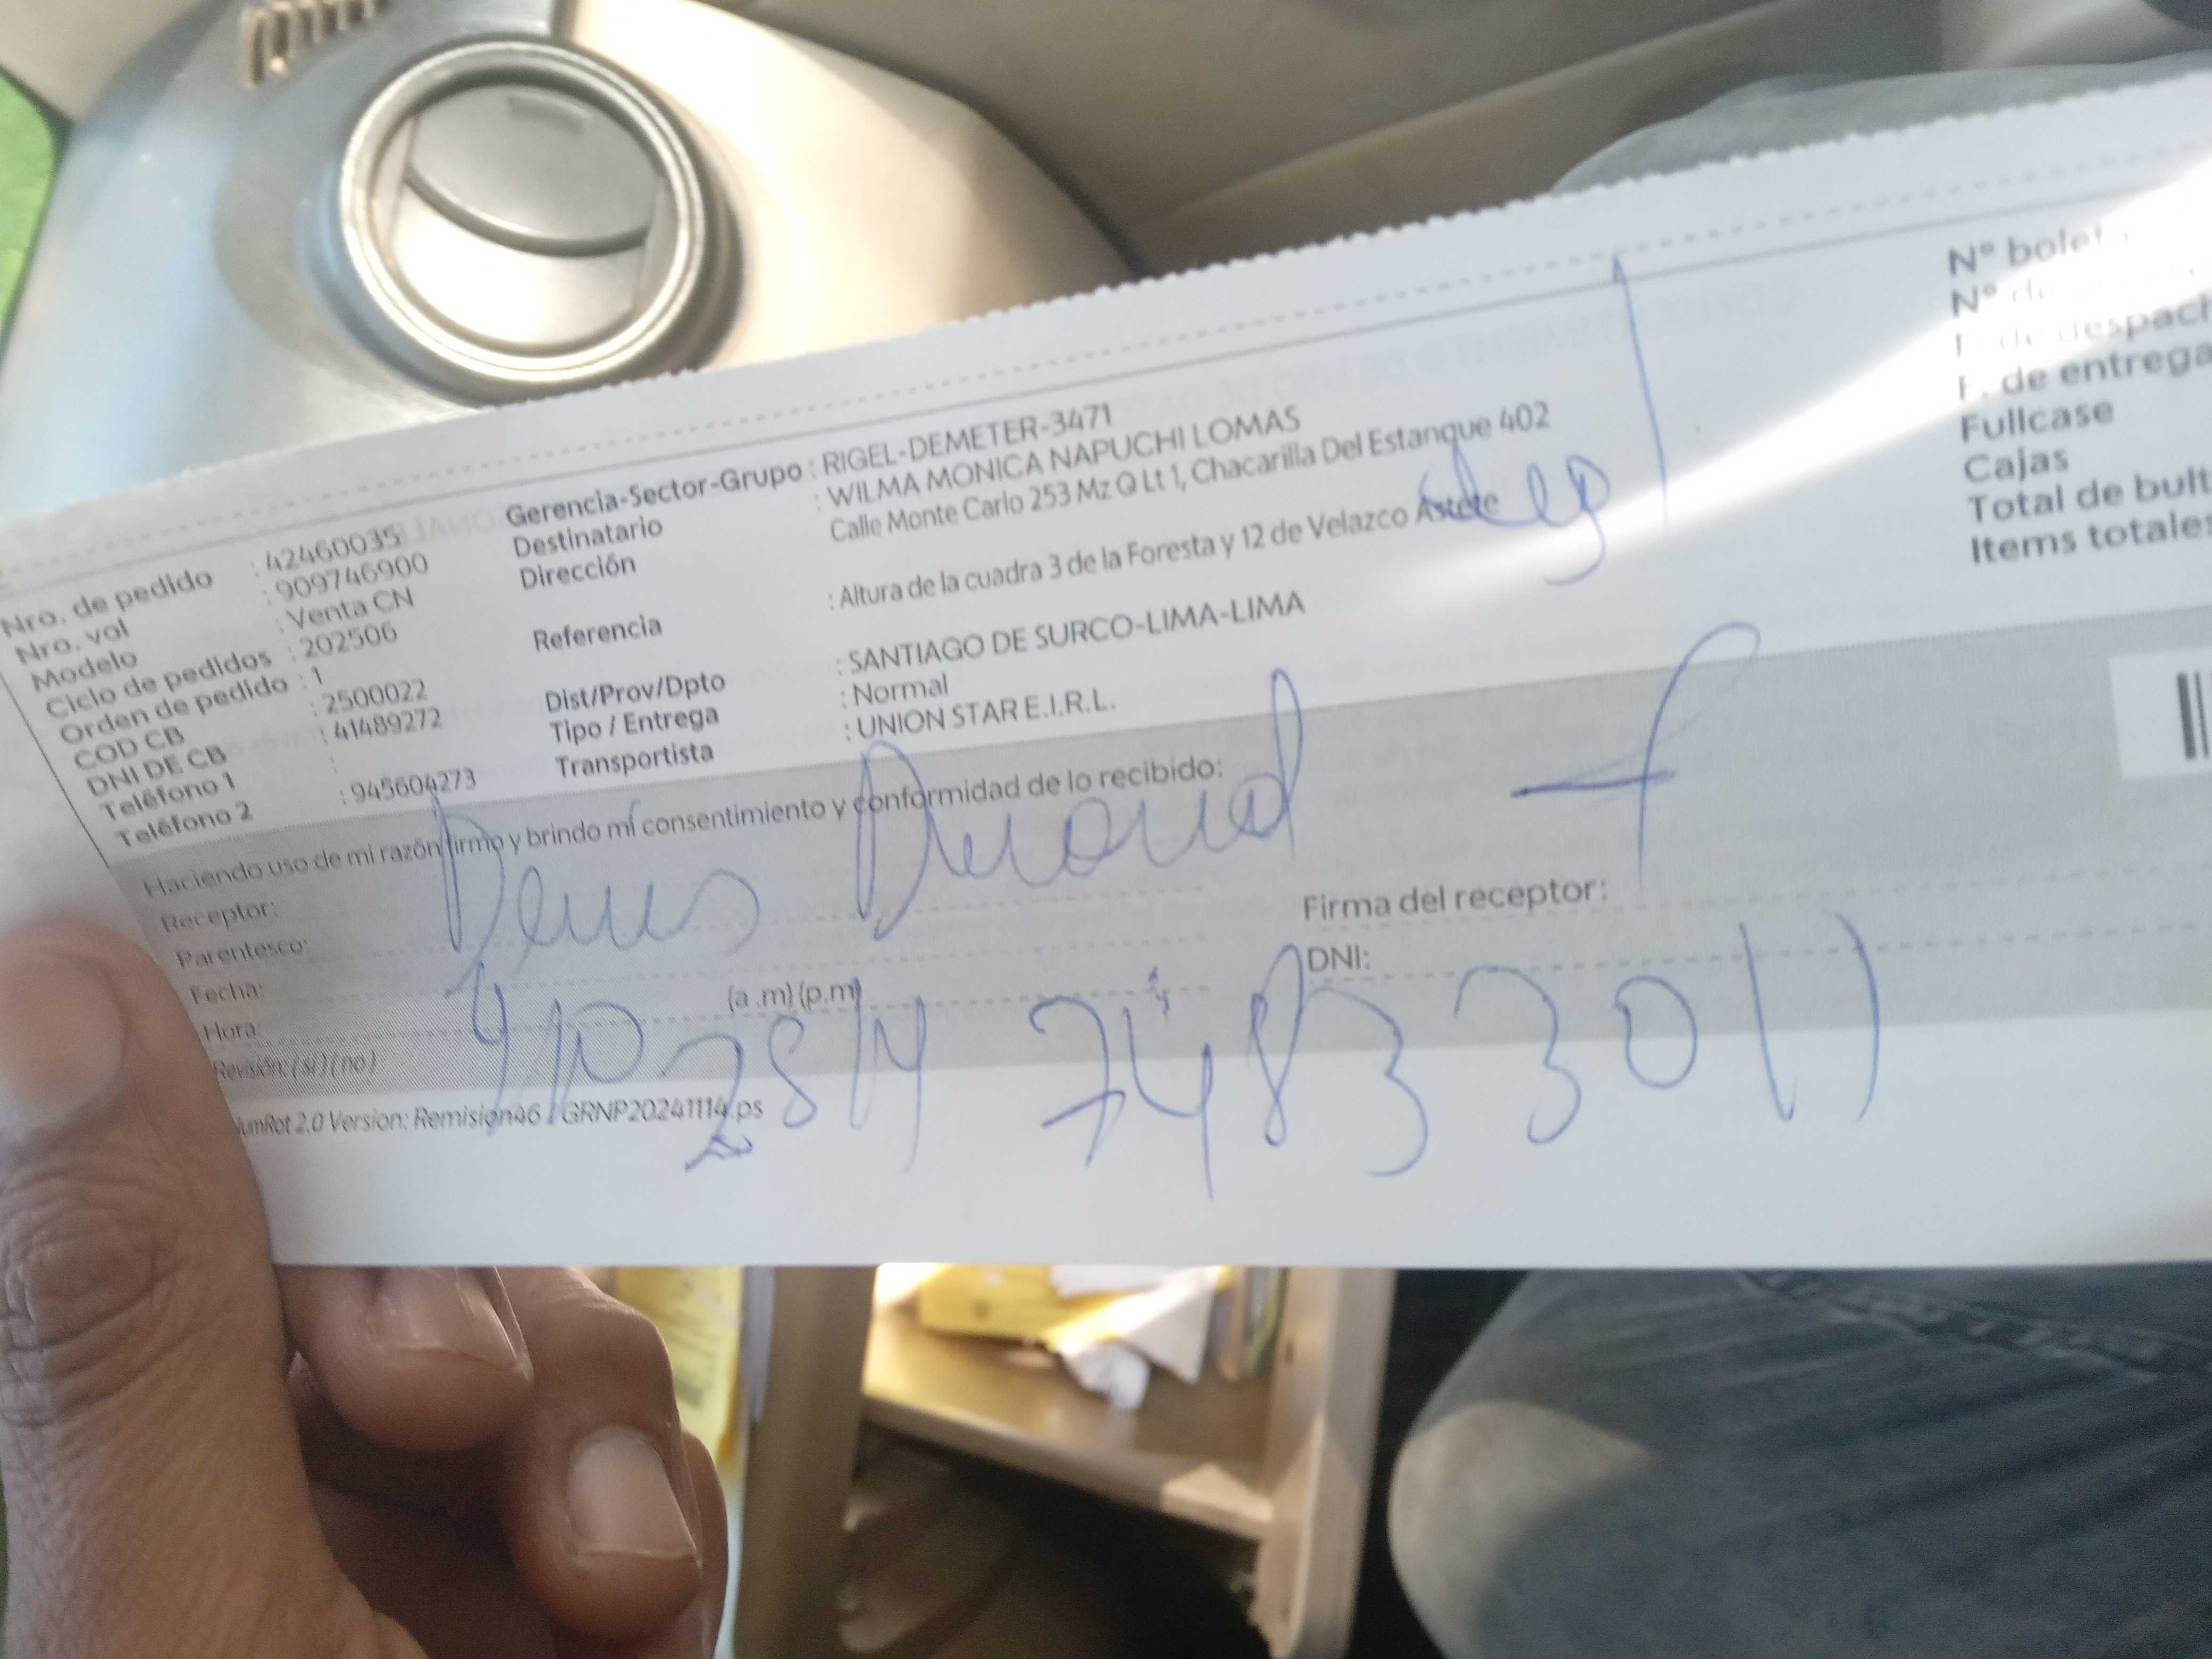 Nro. de pedido : 42460035
Nro. vol : 909746900
Modelo : Venta CN
Ciclo de pedidos : 202506
Orden de pedido : 1
COD CB : 2500022
DNI DE CB : 41489272
Teléfono 1 :
Teléfono 2 : 945604273
Gerencia-Sector-Grupo : RIGEL-DEMETER-3471
Destinatario : WILMA MONICA NAPUCHI LOMAS
Dirección : Calle Monte Carlo 253 Mz Q Lt 1, Chacarilla Del Estanque 402
Referencia : Altura de la cuadra 3 de la Foresta y 12 de Velazco Astete
Dist/Prov/Dpto : SANTIAGO DE SURCO-LIMA-LIMA
Tipo / Entrega : Normal
Transportista : UNION STAR E.I.R.L.
N° bolet
N°
F. de despach
F. de entrega
Fullcase
Cajas
Total de bult
Items totales
Haciendo uso de mi razón firmo y brindo mí consentimiento y conformidad de lo recibido:
Receptor:
Parentesco:
Fecha:
Hora: (a .m) (p.m)
Revisión: (si) (no)
Firma del receptor:
DNI:
74833011
umRot 2.0 Version: Remision46 / GRNP20241114.ps